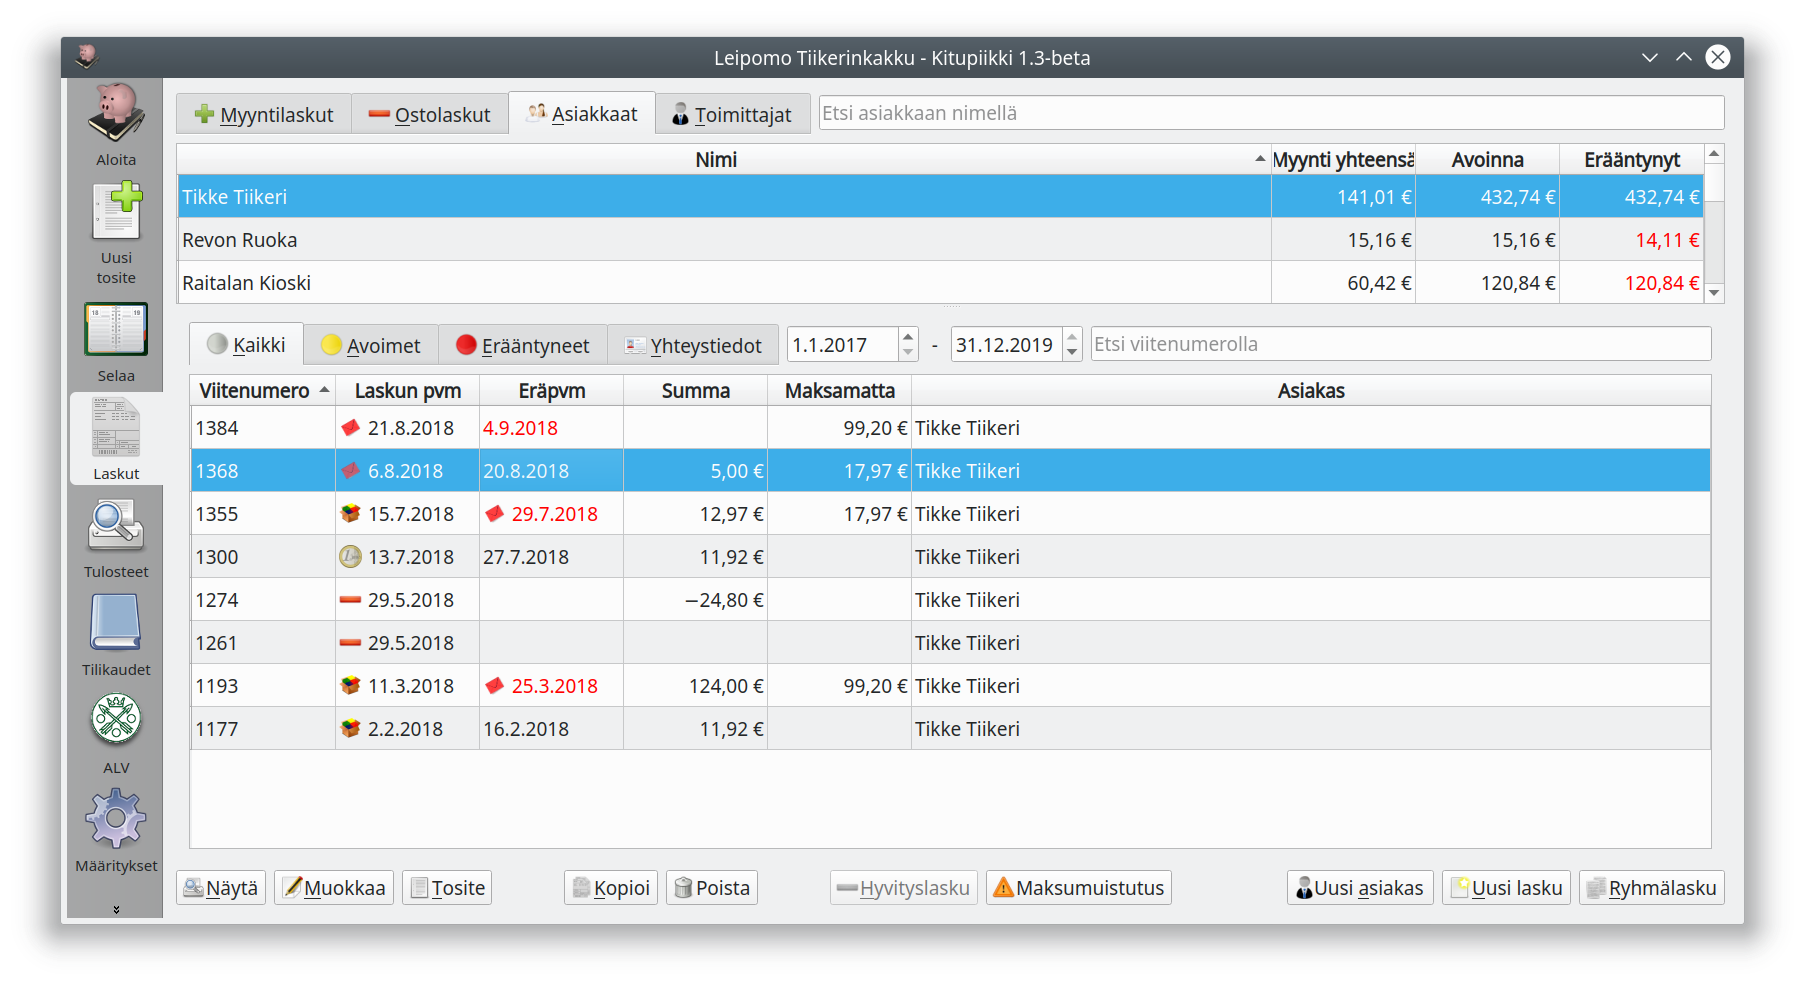 Leipomo Tiikerinkakku - Kitupiikki 1.3-beta
Aloita
Uusi
tosite
Selaa
Laskut
Tulosteet
Tilikaudet
ALV
Määritykset
Myyntilaskut Ostolaskut Asiakkaat Toimittajat Etsi asiakkaan nimellä
Nimi Myynti yhteensä Avoinna Erääntynyt
Tikke Tiikeri 141,01 € 432,74 € 432,74 €
Revon Ruoka 15,16 € 15,16 € 14,11 €
Raitalan Kioski 60,42 € 120,84 € 120,84 €
Kaikki Avoimet Erääntyneet Yhteystiedot 1.1.2017 - 31.12.2019 Etsi viitenumerolla
Viitenumero Laskun pvm Eräpvm Summa Maksamatta Asiakas
1384 21.8.2018 4.9.2018 99,20 € Tikke Tiikeri
1368 6.8.2018 20.8.2018 5,00 € 17,97 € Tikke Tiikeri
1355 15.7.2018 29.7.2018 12,97 € 17,97 € Tikke Tiikeri
1300 13.7.2018 27.7.2018 11,92 € Tikke Tiikeri
1274 29.5.2018 −24,80 € Tikke Tiikeri
1261 29.5.2018 Tikke Tiikeri
1193 11.3.2018 25.3.2018 124,00 € 99,20 € Tikke Tiikeri
1177 2.2.2018 16.2.2018 11,92 € Tikke Tiikeri
Näytä Muokkaa Tosite Kopioi Poista Hyvityslasku Maksumuistutus Uusi asiakas Uusi lasku Ryhmälasku